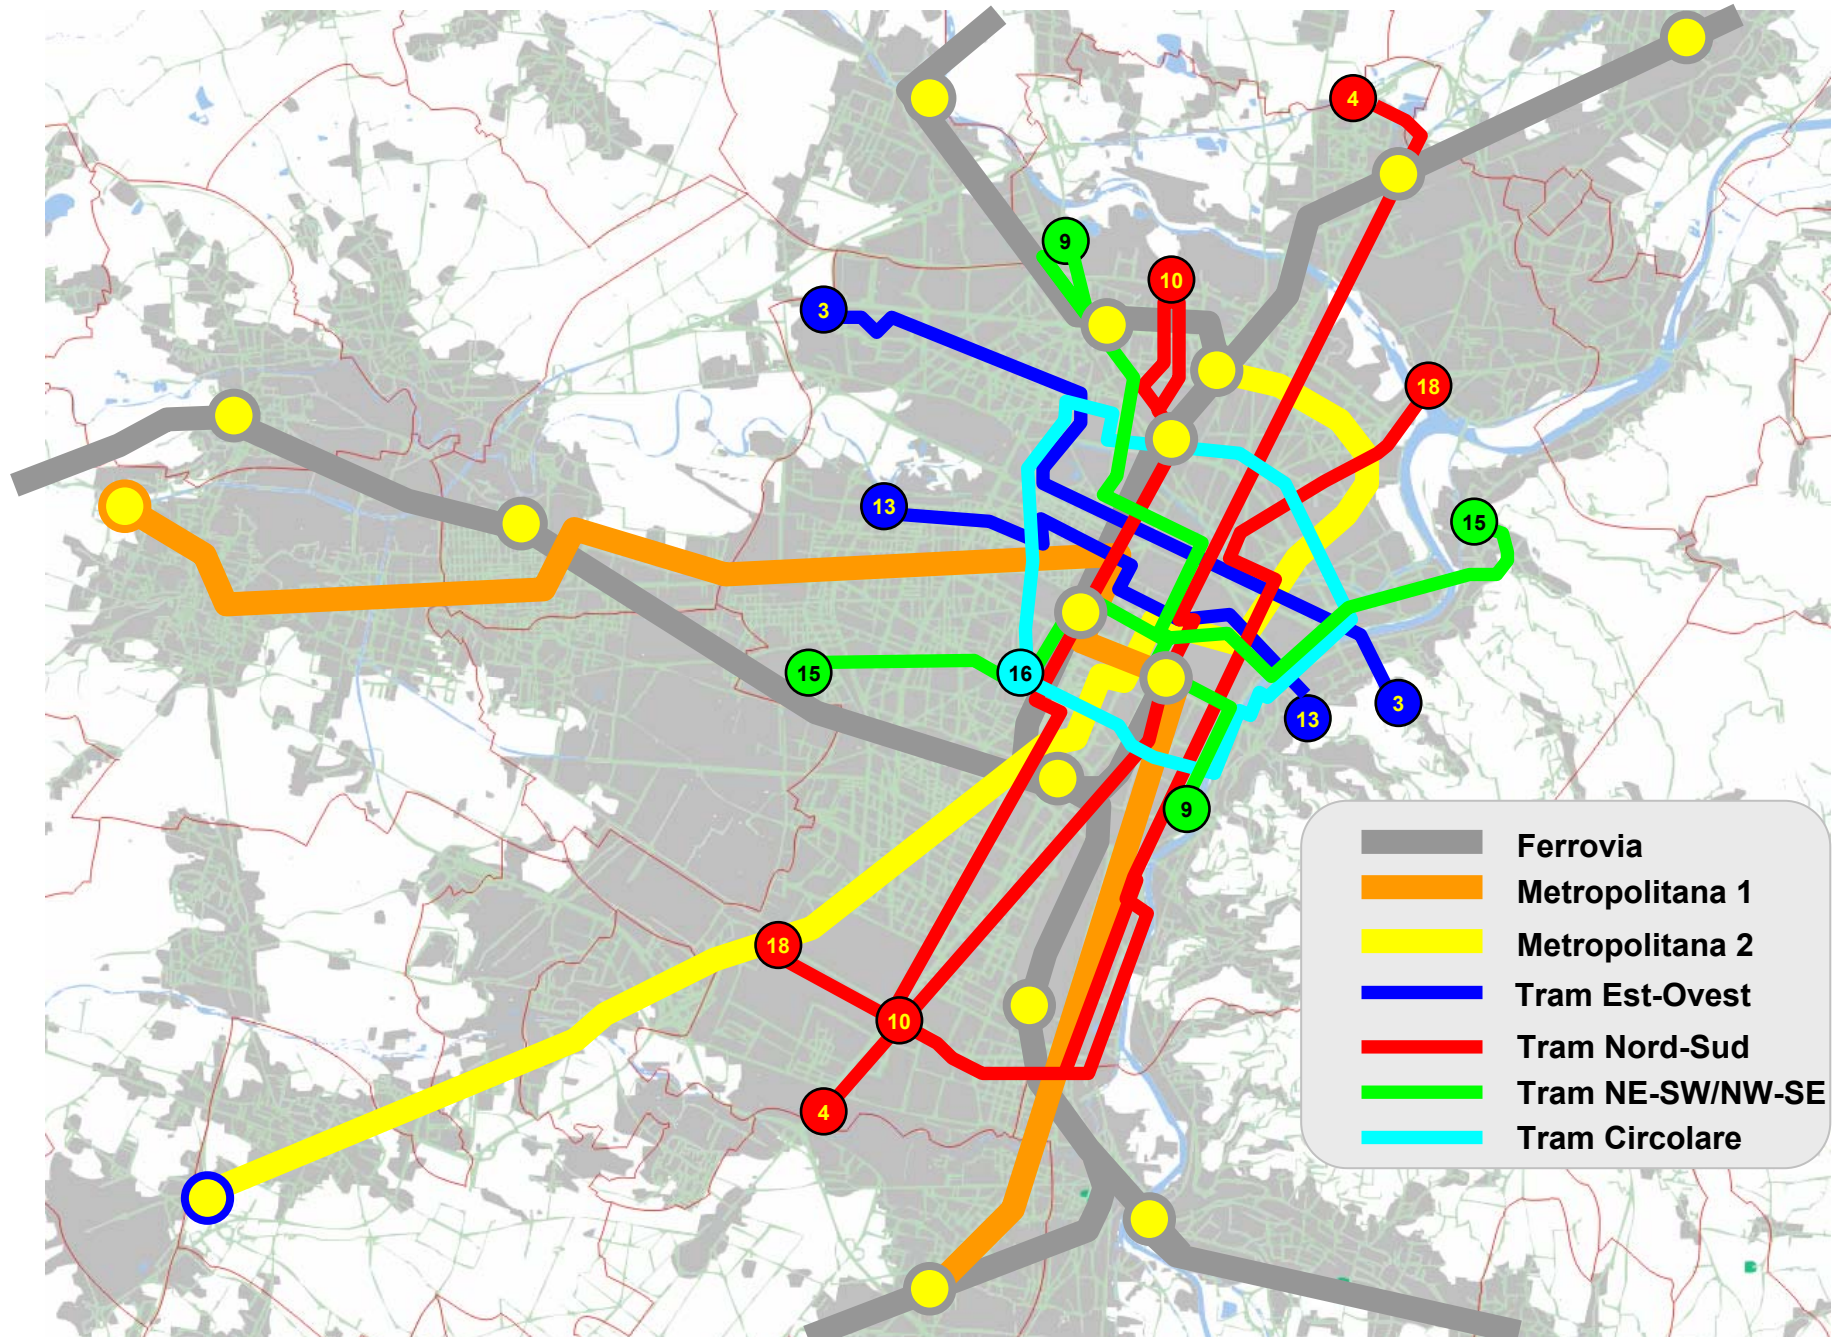 4
9
10
3
18
13
15
15
16
3
13
9
18
10
4
Ferrovia
Metropolitana 1
Metropolitana 2
Tram Est-Ovest
Tram Nord-Sud
Tram NE-SW/NW-SE
Tram Circolare